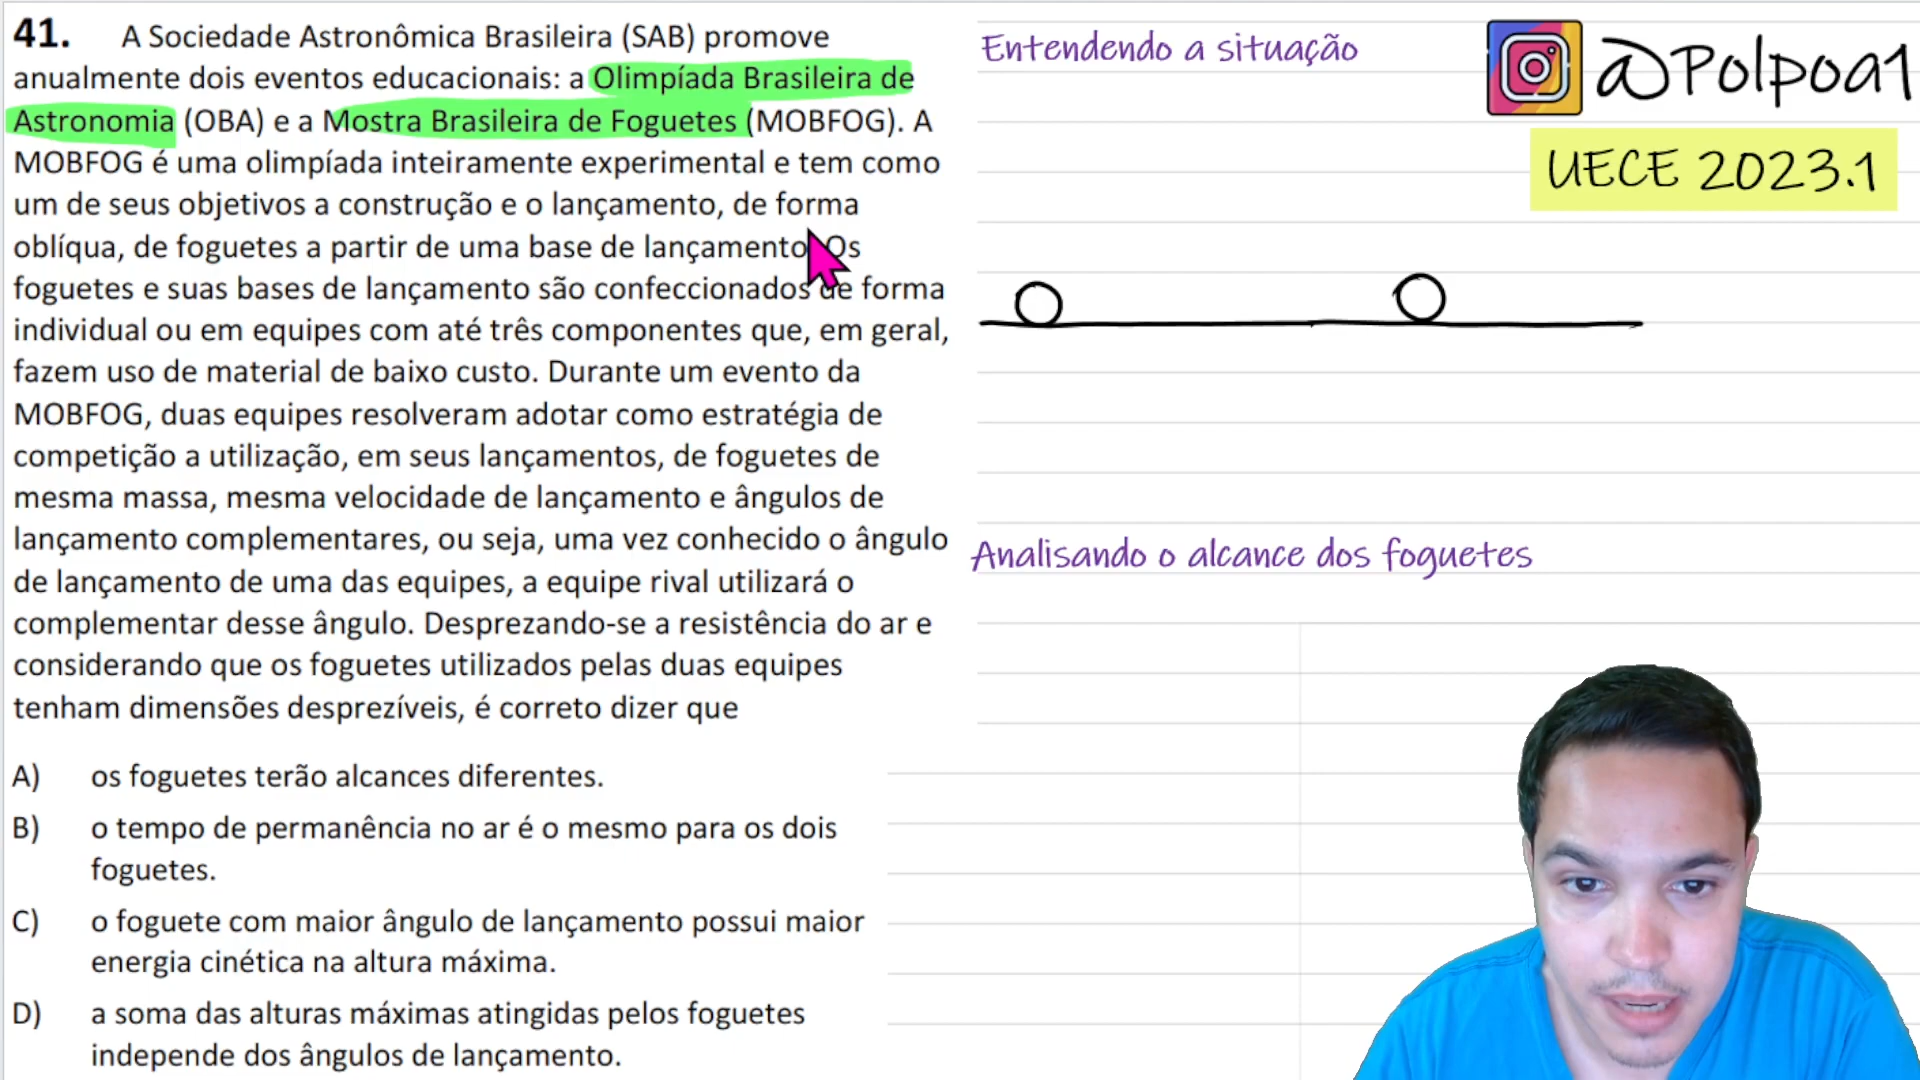 41. A Sociedade Astronômica Brasileira (SAB) promove
anualmente dois eventos educacionais: a Olimpíada Brasileira de
Astronomia (OBA) e a Mostra Brasileira de Foguetes (MOBFOG). A
MOBFOG é uma olimpíada inteiramente experimental e tem como
um de seus objetivos a construção e o lançamento, de forma
oblíqua, de foguetes a partir de uma base de lançamento. Os
foguetes e suas bases de lançamento são confeccionados de forma
individual ou em equipes com até três componentes que, em geral,
fazem uso de material de baixo custo. Durante um evento da
MOBFOG, duas equipes resolveram adotar como estratégia de
competição a utilização, em seus lançamentos, de foguetes de
mesma massa, mesma velocidade de lançamento e ângulos de
lançamento complementares, ou seja, uma vez conhecido o ângulo
de lançamento de uma das equipes, a equipe rival utilizará o
complementar desse ângulo. Desprezando-se a resistência do ar e
considerando que os foguetes utilizados pelas duas equipes
tenham dimensões desprezíveis, é correto dizer que
A) os foguetes terão alcances diferentes.
B) o tempo de permanência no ar é o mesmo para os dois
foguetes.
C) o foguete com maior ângulo de lançamento possui maior
energia cinética na altura máxima.
D) a soma das alturas máximas atingidas pelos foguetes
independe dos ângulos de lançamento.
Entendendo a situação
@Polpoa1
UECE 2023.1
Analisando o alcance dos foguetes